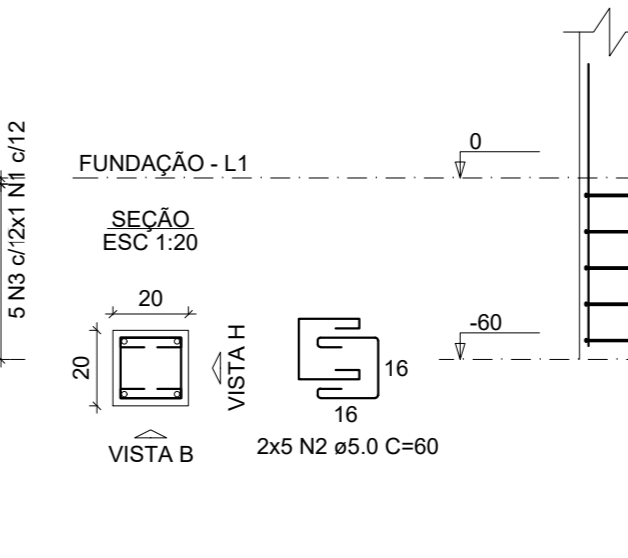 5 N3 c/12x1 N1 c/12
FUNDAÇÃO - L1
0
SEÇÃO
ESC 1:20
20
20
VISTA H
VISTA B
-60
16
16
2x5 N2 ø5.0 C=60